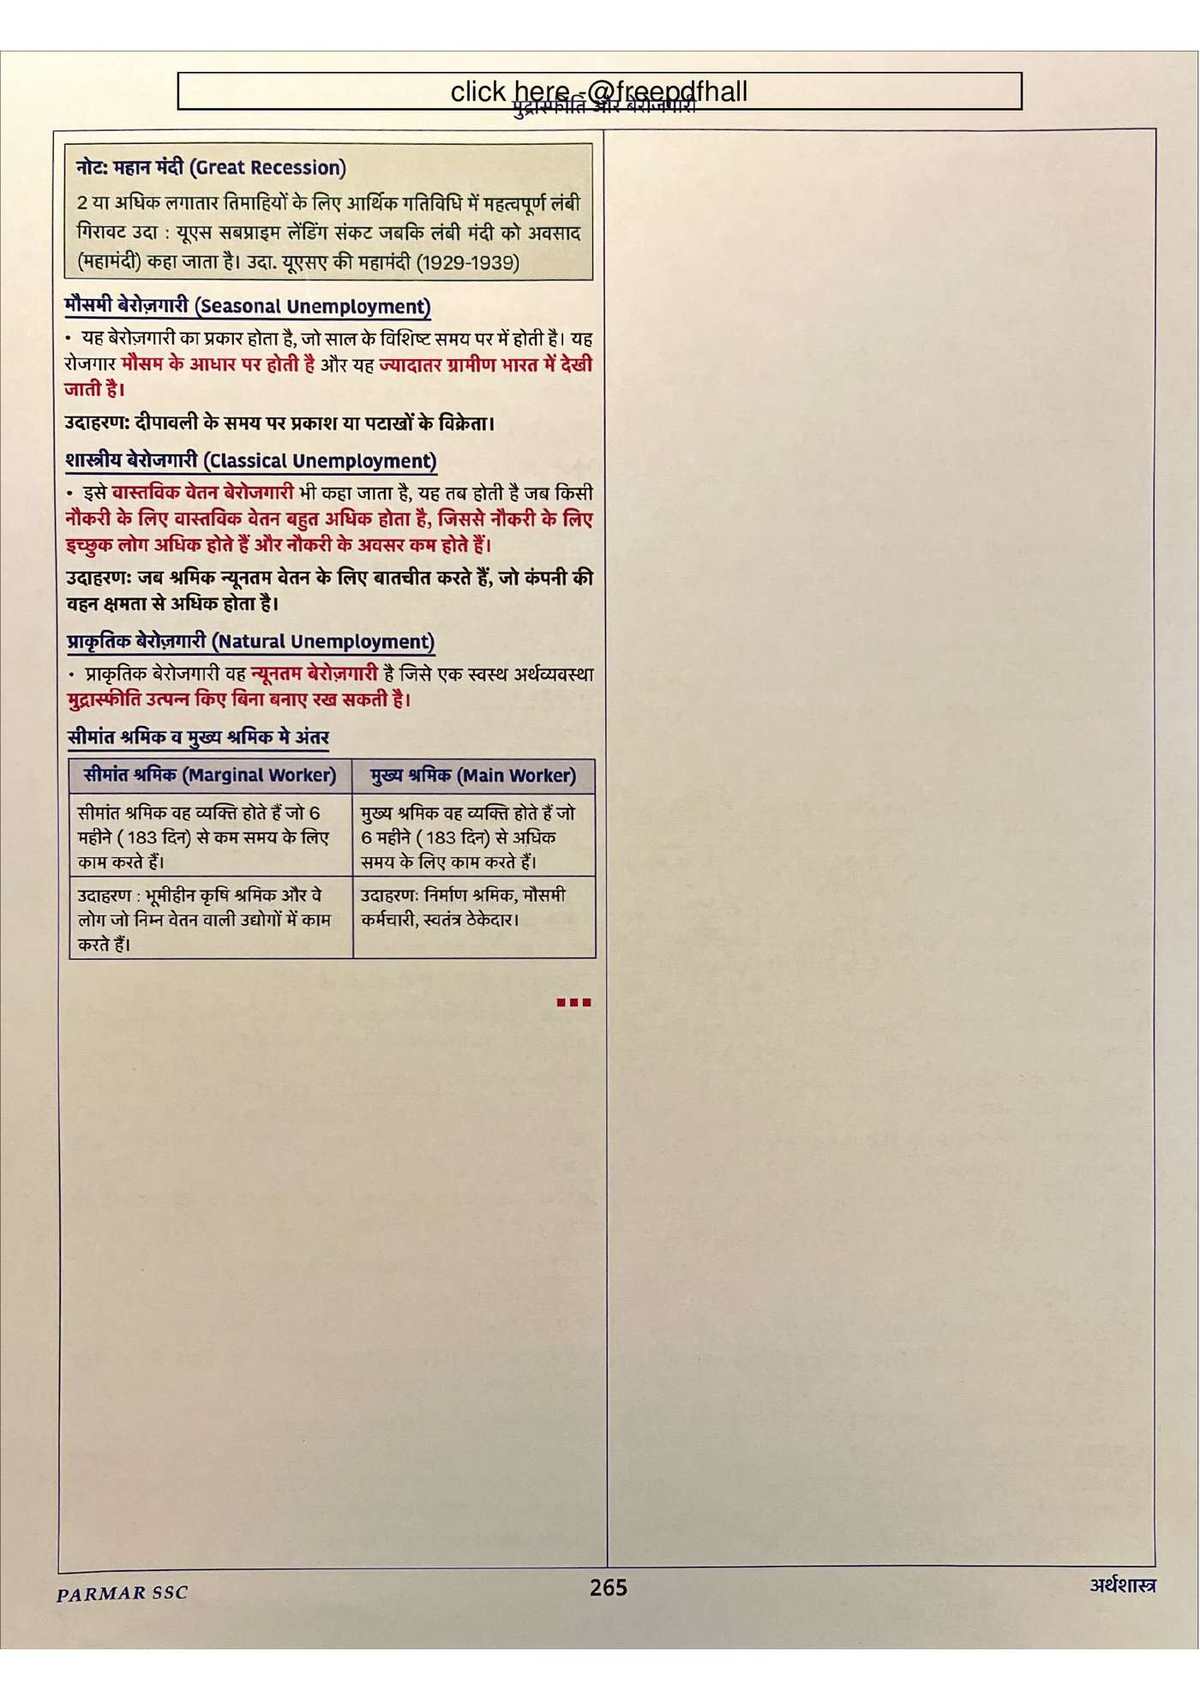 click here -@freepdfhall
मुद्रास्फीति और बेरोजगारी
नोट: महान मंदी (Great Recession)
2 या अधिक लगातार तिमाहियों के लिए आर्थिक गतिविधि में महत्वपूर्ण लंबी
गिरावट उदा : यूएस सबप्राइम लेंडिंग संकट जबकि लंबी मंदी को अवसाद
(महामंदी) कहा जाता है। उदा. यूएसए की महामंदी (1929-1939)
मौसमी बेरोज़गारी (Seasonal Unemployment)
• यह बेरोज़गारी का प्रकार होता है, जो साल के विशिष्ट समय पर में होती है। यह
रोजगार मौसम के आधार पर होती है और यह ज्यादातर ग्रामीण भारत में देखी
जाती है।
उदाहरण: दीपावली के समय पर प्रकाश या पटाखों के विक्रेता।
शास्त्रीय बेरोजगारी (Classical Unemployment)
• इसे वास्तविक वेतन बेरोजगारी भी कहा जाता है, यह तब होती है जब किसी
नौकरी के लिए वास्तविक वेतन बहुत अधिक होता है, जिससे नौकरी के लिए
इच्छुक लोग अधिक होते हैं और नौकरी के अवसर कम होते हैं।
उदाहरण: जब श्रमिक न्यूनतम वेतन के लिए बातचीत करते हैं, जो कंपनी की
वहन क्षमता से अधिक होता है।
प्राकृतिक बेरोज़गारी (Natural Unemployment)
• प्राकृतिक बेरोजगारी वह न्यूनतम बेरोज़गारी है जिसे एक स्वस्थ अर्थव्यवस्था
मुद्रास्फीति उत्पन्न किए बिना बनाए रख सकती है।
सीमांत श्रमिक व मुख्य श्रमिक मे अंतर
सीमांत श्रमिक (Marginal Worker)
मुख्य श्रमिक (Main Worker)
सीमांत श्रमिक वह व्यक्ति होते हैं जो 6
महीने ( 183 दिन) से कम समय के लिए
काम करते हैं।
मुख्य श्रमिक वह व्यक्ति होते हैं जो
6 महीने ( 183 दिन) से अधिक
समय के लिए काम करते हैं।
उदाहरण : भूमीहीन कृषि श्रमिक और वे
लोग जो निम्न वेतन वाली उद्योगों में काम
करते हैं।
उदाहरण: निर्माण श्रमिक, मौसमी
कर्मचारी, स्वतंत्र ठेकेदार।
PARMAR SSC
265
अर्थशास्त्र